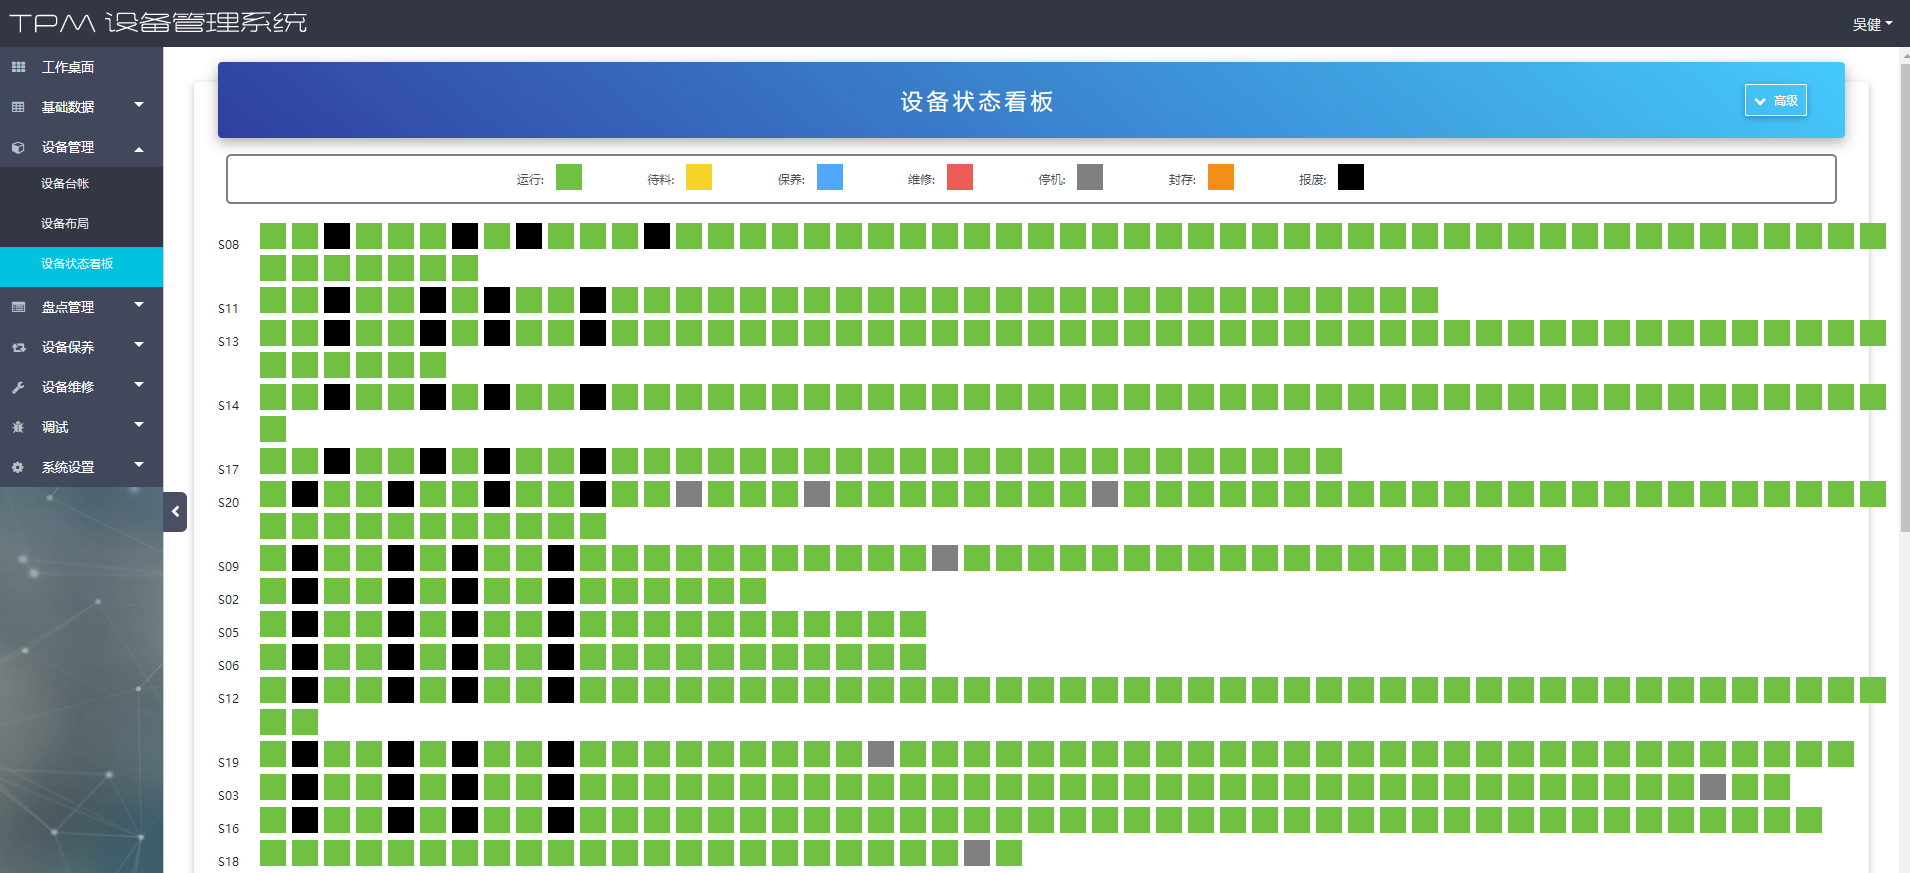 TPM 设备管理系统
吳健
工作桌面
基础数据
设备管理
设备台帐
设备布局
设备状态看板
盘点管理
设备保养
设备维修
调试
系统设置
设备状态看板
高级
运行: 待料: 保养: 维修: 停机: 封存: 报废:
S08
S11
S13
S14
S17
S20
S09
S02
S05
S06
S12
S19
S03
S16
S18